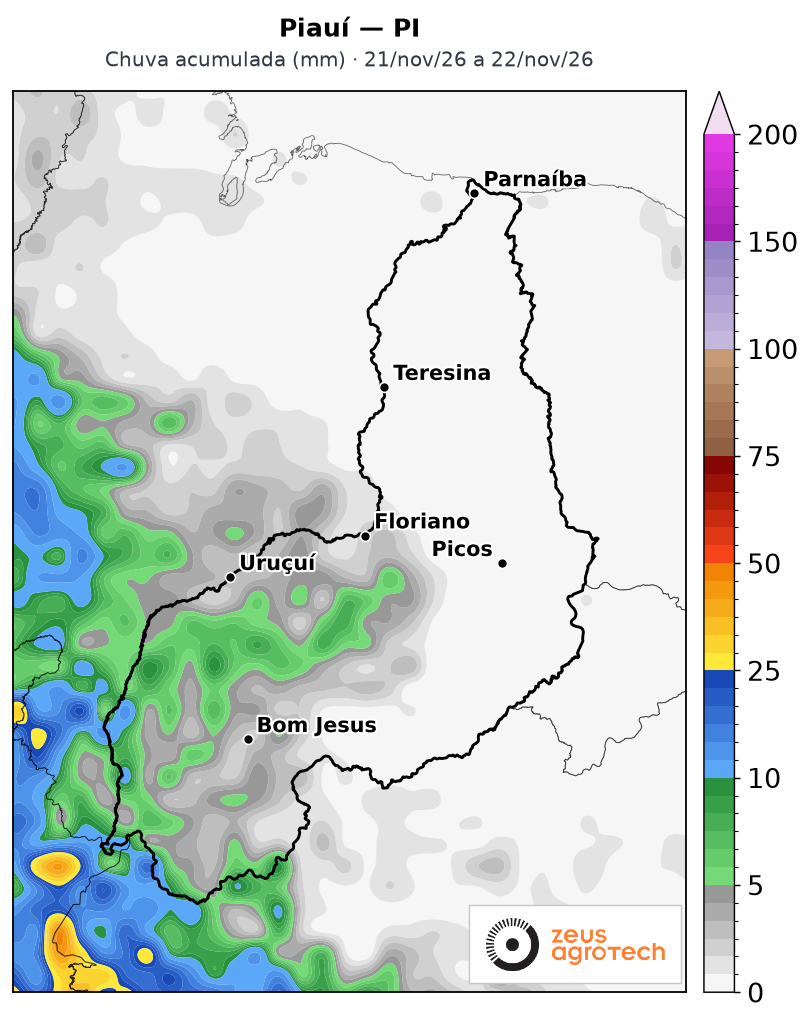 Piauí — PI
Chuva acumulada (mm) · 21/nov/26 a 22/nov/26
Parnaíba
Teresina
Floriano
Picos
Uruçuí
Bom Jesus
200
150
100
75
50
25
10
5
0
zeus
agrotech